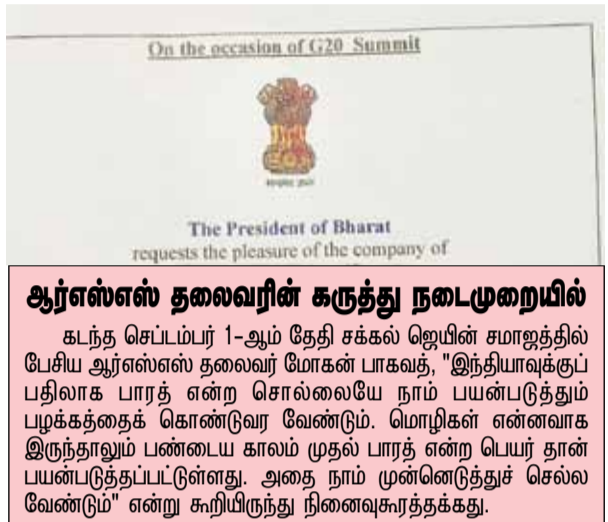 On the occasion of G20 Summit
The President of Bharat
requests the pleasure of the company of
ஆர்எஸ்எஸ் தலைவரின் கருத்து நடைமுறையில்
கடந்த செப்டம்பர் 1-ஆம் தேதி சக்கல் ஜெயின் சமாஜத்தில்
பேசிய ஆர்எஸ்எஸ் தலைவர் மோகன் பாகவத், "இந்தியாவுக்குப்
பதிலாக பாரத் என்ற சொல்லையே நாம் பயன்படுத்தும்
பழக்கத்தைக் கொண்டுவர வேண்டும். மொழிகள் என்னவாக
இருந்தாலும் பண்டைய காலம் முதல் பாரத் என்ற பெயர் தான்
பயன்படுத்தப்பட்டுள்ளது. அதை நாம் முன்னெடுத்துச் செல்ல
வேண்டும்" என்று கூறியிருந்து நினைவுகூரத்தக்கது.